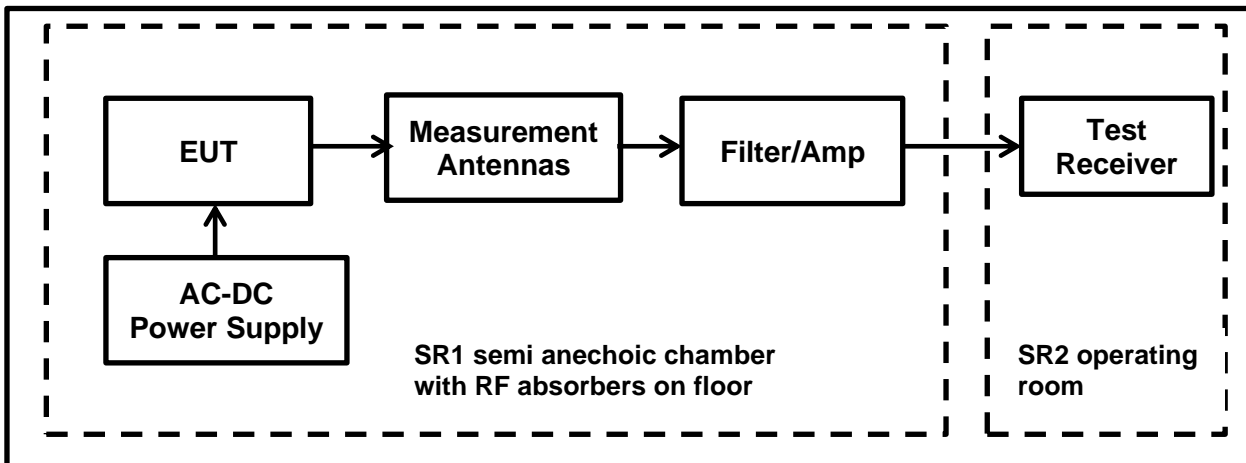 EUT
Measurement
Antennas
Filter/Amp
Test
Receiver
AC-DC
Power Supply
SR1 semi anechoic chamber
with RF absorbers on floor
SR2 operating
room